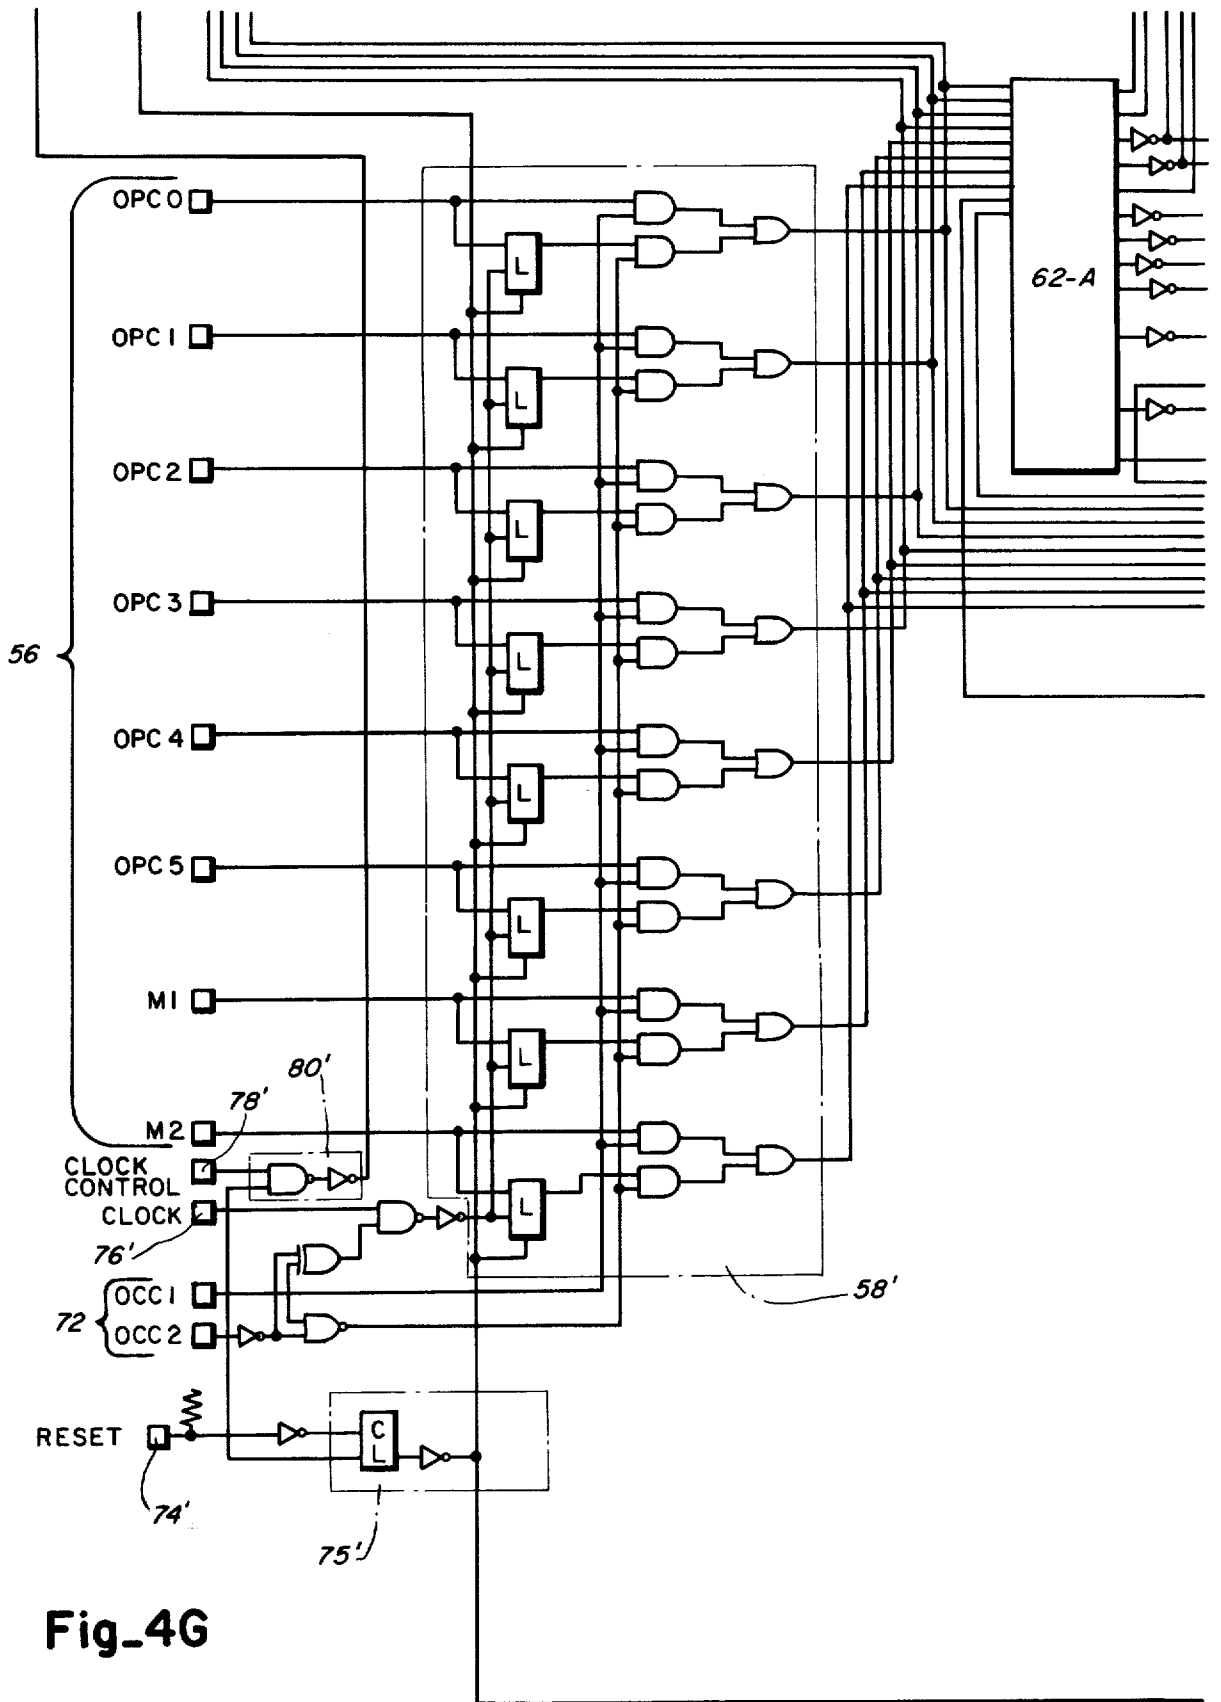 62-A
OPC 0
L
OPC 1
L
OPC 2
L
OPC 3
L
56
OPC 4
L
OPC 5
L
M1
L
80'
78'
M2
CLOCK
CONTROL
L
CLOCK
76'
OCC 1
58'
72
OCC 2
RESET
C
L
74'
75'
Fig_4G